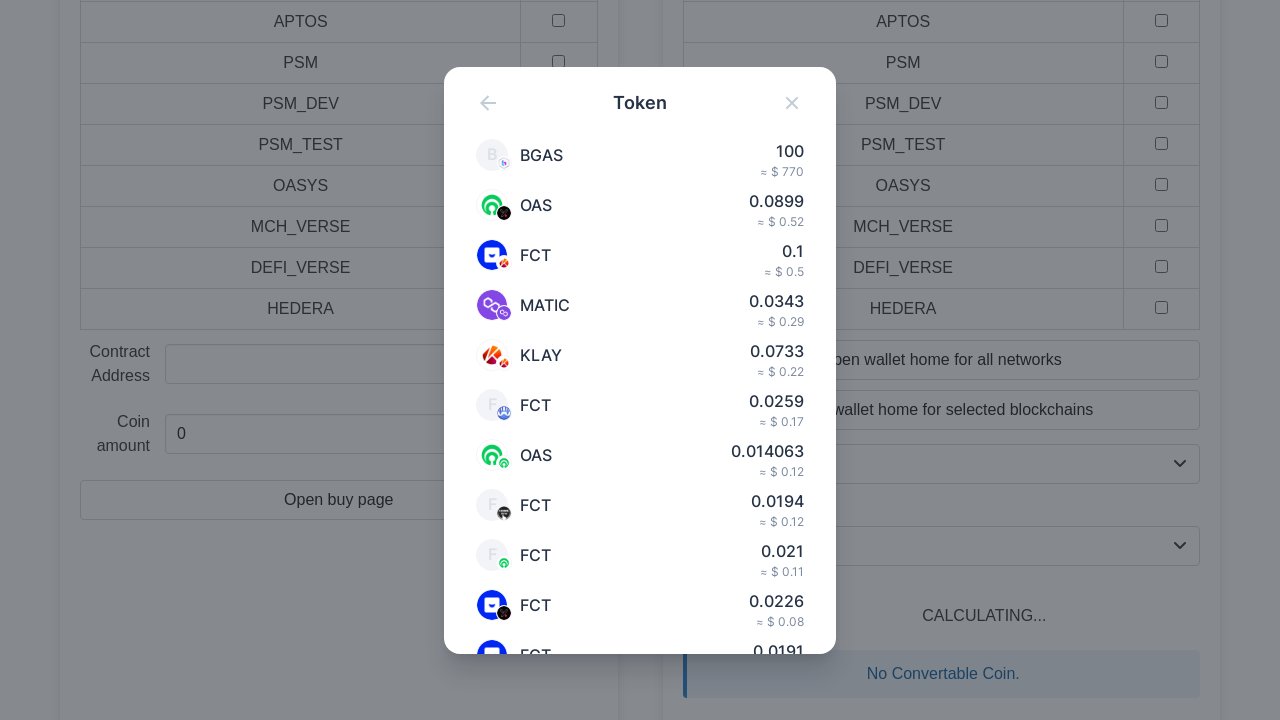 APTOS
APTOS
PSM
PSM
PSM_DEV
PSM_DEV
PSM_TEST
PSM_TEST
OASYS
OASYS
MCH_VERSE
MCH_VERSE
DEFI_VERSE
DEFI_VERSE
HEDERA
HEDERA
Contract
Address
Coin
amount
0
Open buy page
Token
B BGAS 100
≈ $ 770
OAS 0.0899
≈ $ 0.52
FCT 0.1
≈ $ 0.5
MATIC 0.0343
≈ $ 0.29
KLAY 0.0733
≈ $ 0.22
F FCT 0.0259
≈ $ 0.17
OAS 0.014063
≈ $ 0.12
F FCT 0.0194
≈ $ 0.12
F FCT 0.021
≈ $ 0.11
FCT 0.0226
≈ $ 0.08
FCT 0.0191
pen wallet home for all networks
wallet home for selected blockchains
CALCULATING...
No Convertable Coin.